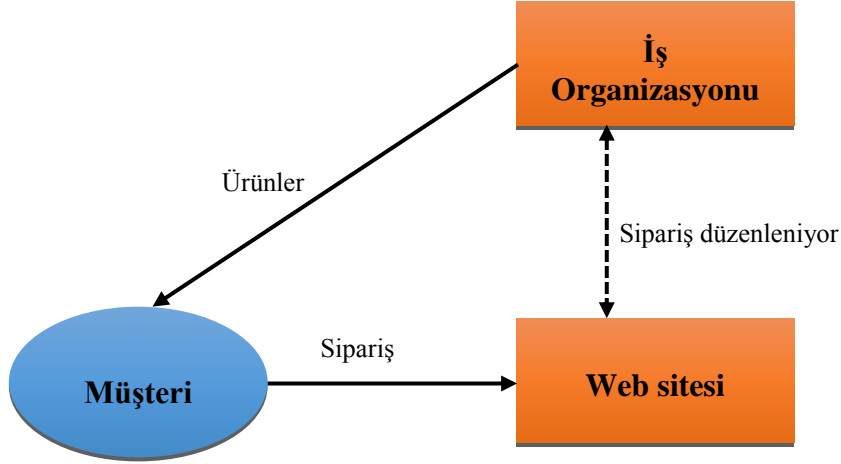 İş
Organizasyonu
Ürünler
Sipariş düzenleniyor
Sipariş
Müşteri
Web sitesi